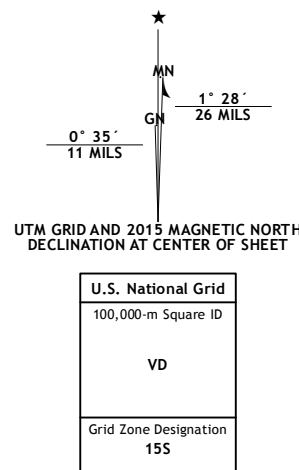 ★
MN
1° 28´
26 MILS
GN
0° 35´
11 MILS
UTM GRID AND 2015 MAGNETIC NORTH
DECLINATION AT CENTER OF SHEET
U.S. National Grid
100,000-m Square ID
VD
Grid Zone Designation
15S